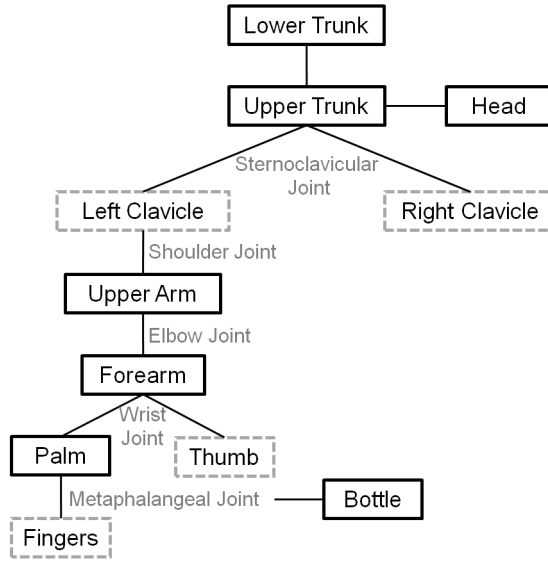 Lower Trunk
Upper Trunk
Head
Sternoclavicular
Joint
Left Clavicle
Right Clavicle
Shoulder Joint
Upper Arm
Elbow Joint
Forearm
Wrist
Joint
Palm
Thumb
Metaphalangeal Joint
Bottle
Fingers